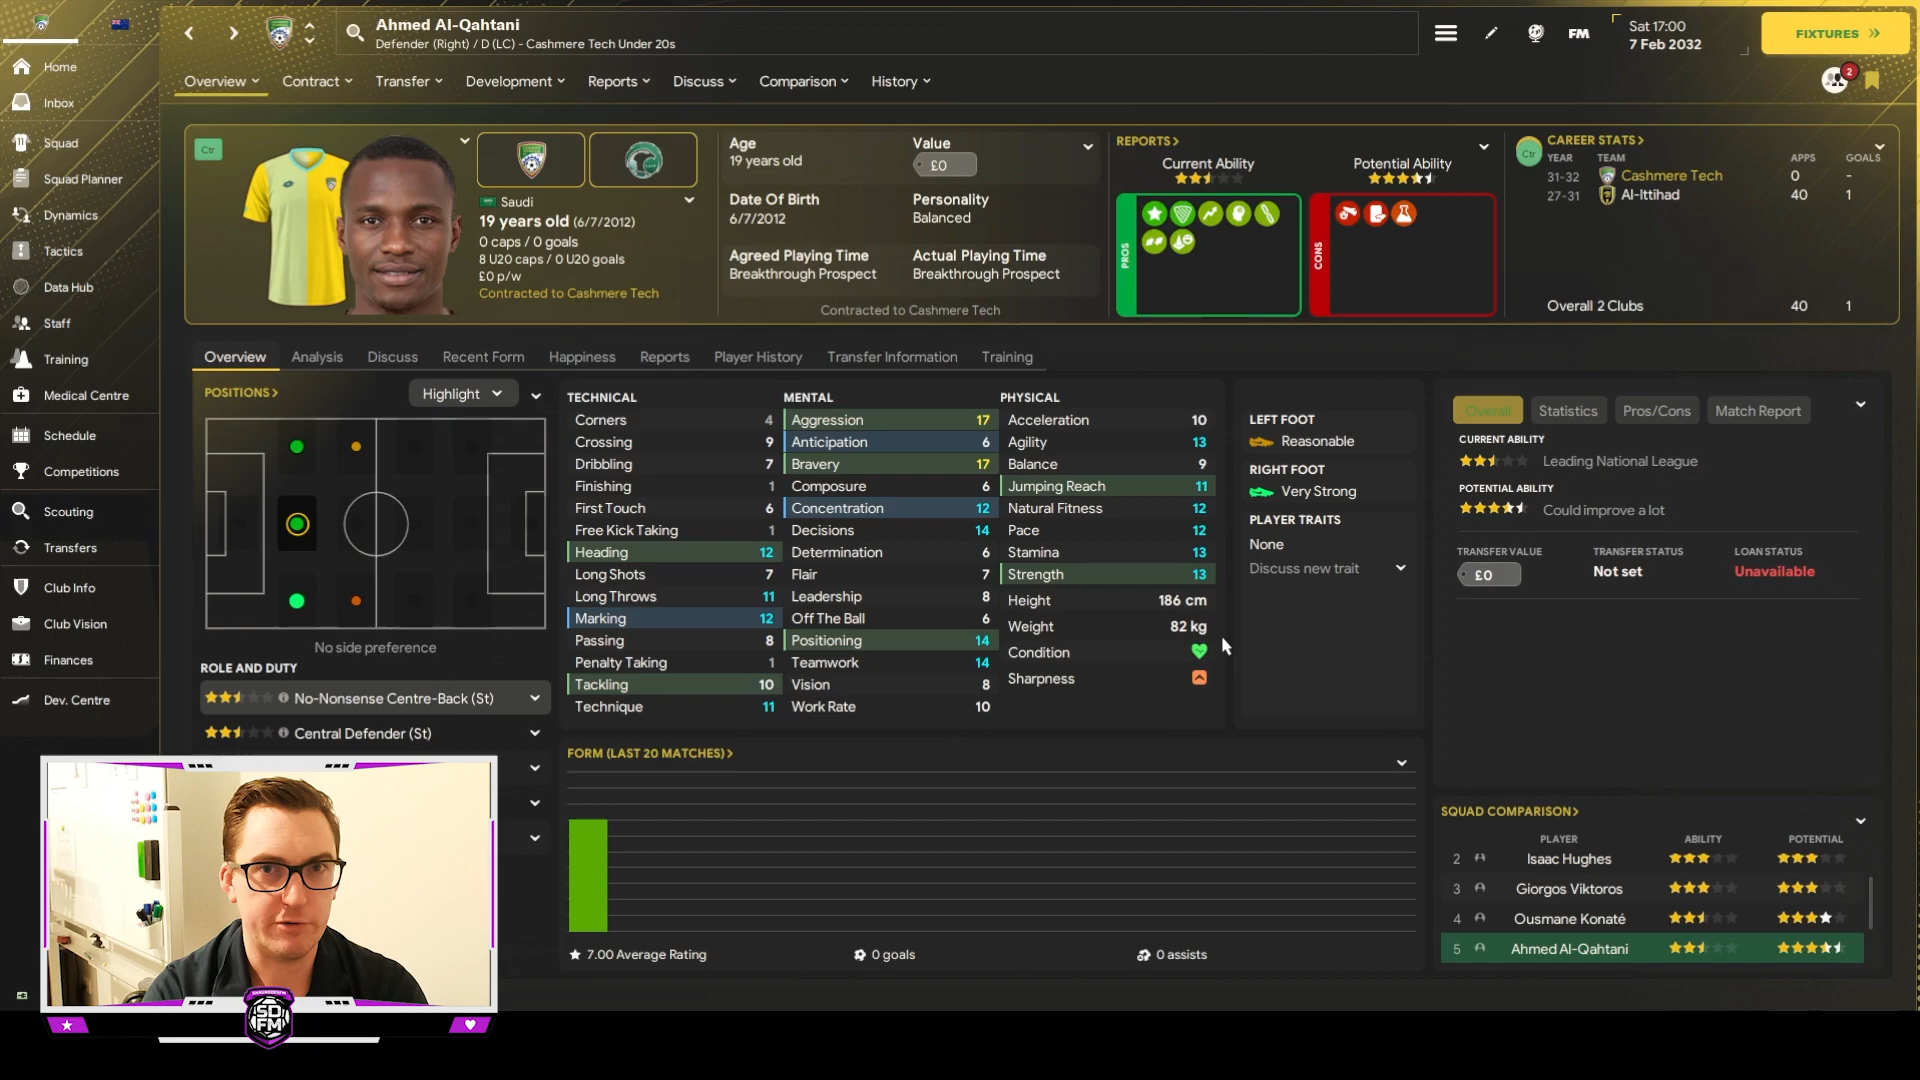 Ahmed Al-Qahtani
Defender (Right) / D (LC) - Cashmere Tech Under 20s
FM
Sat 17:00
7 Feb 2032
FIXTURES
Home
Inbox
Squad
Squad Planner
Dynamics
Tactics
Data Hub
Staff
Training
Medical Centre
Schedule
Competitions
Scouting
Transfers
Club Info
Club Vision
Finances
Dev. Centre
Overview Contract Transfer Development Reports Discuss Comparison History
2
Ctr
Saudi
19 years old (6/7/2012)
0 caps / 0 goals
8 U20 caps / 0 U20 goals
£0 p/w
Contracted to Cashmere Tech
Age
19 years old
Value
£0
Date Of Birth
6/7/2012
Personality
Balanced
Agreed Playing Time
Breakthrough Prospect
Actual Playing Time
Breakthrough Prospect
Contracted to Cashmere Tech
REPORTS>
Current Ability
Potential Ability
PROS
CONS
Ctr
CAREER STATS>
YEAR TEAM APPS GOALS
31-32 Cashmere Tech 0 -
27-31 Al-Ittihad 40 1
Overall 2 Clubs 40 1
Overview Analysis Discuss Recent Form Happiness Reports Player History Transfer Information Training
POSITIONS>
Highlight
No side preference
ROLE AND DUTY
No-Nonsense Centre-Back (St)
Central Defender (St)
TECHNICAL
Corners 4
Crossing 9
Dribbling 7
Finishing 1
First Touch 6
Free Kick Taking 1
Heading 12
Long Shots 7
Long Throws 11
Marking 12
Passing 8
Penalty Taking 1
Tackling 10
Technique 11
MENTAL
Aggression 17
Anticipation 6
Bravery 17
Composure 6
Concentration 12
Decisions 14
Determination 6
Flair 7
Leadership 8
Off The Ball 6
Positioning 14
Teamwork 14
Vision 8
Work Rate 10
PHYSICAL
Acceleration 10
Agility 13
Balance 9
Jumping Reach 11
Natural Fitness 12
Pace 12
Stamina 13
Strength 13
Height 186 cm
Weight 82 kg
Condition
Sharpness
LEFT FOOT
Reasonable
RIGHT FOOT
Very Strong
PLAYER TRAITS
None
Discuss new trait
Overall Statistics Pros/Cons Match Report
CURRENT ABILITY
Leading National League
POTENTIAL ABILITY
Could improve a lot
TRANSFER VALUE
£0
TRANSFER STATUS
Not set
LOAN STATUS
Unavailable
FORM (LAST 20 MATCHES)>
7.00 Average Rating
0 goals
0 assists
SQUAD COMPARISON>
PLAYER ABILITY POTENTIAL
2 Isaac Hughes
3 Giorgos Viktoros
4 Ousmane Konaté
5 Ahmed Al-Qahtani
SD
FM